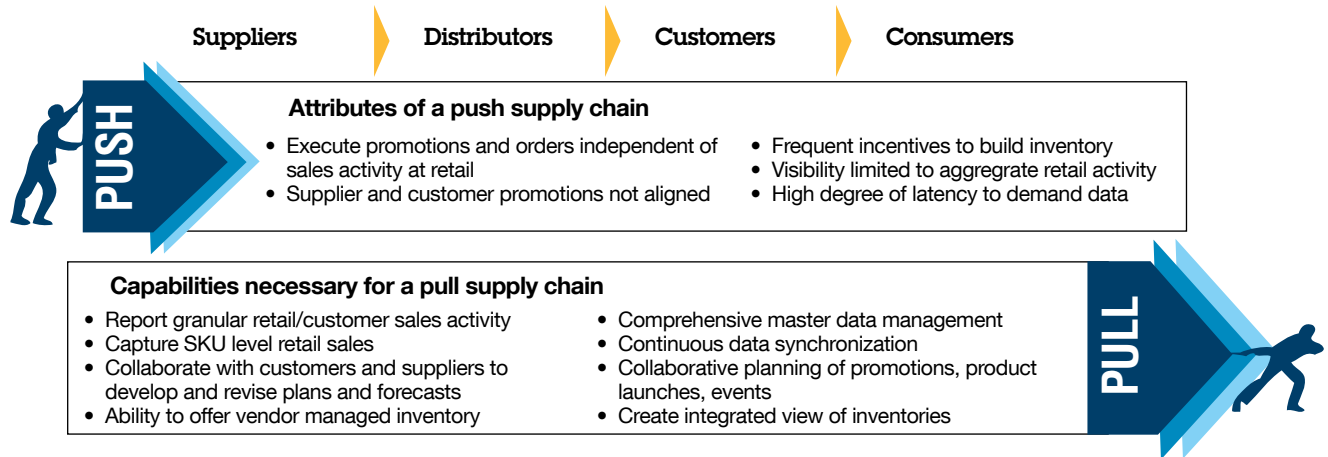 Suppliers
Distributors
Customers
Consumers
PUSH
Attributes of a push supply chain
• Execute promotions and orders independent of
sales activity at retail
• Supplier and customer promotions not aligned
• Frequent incentives to build inventory
• Visibility limited to aggregrate retail activity
• High degree of latency to demand data
Capabilities necessary for a pull supply chain
• Report granular retail/customer sales activity
• Capture SKU level retail sales
• Collaborate with customers and suppliers to
develop and revise plans and forecasts
• Ability to offer vendor managed inventory
• Comprehensive master data management
• Continuous data synchronization
• Collaborative planning of promotions, product
launches, events
• Create integrated view of inventories
PULL